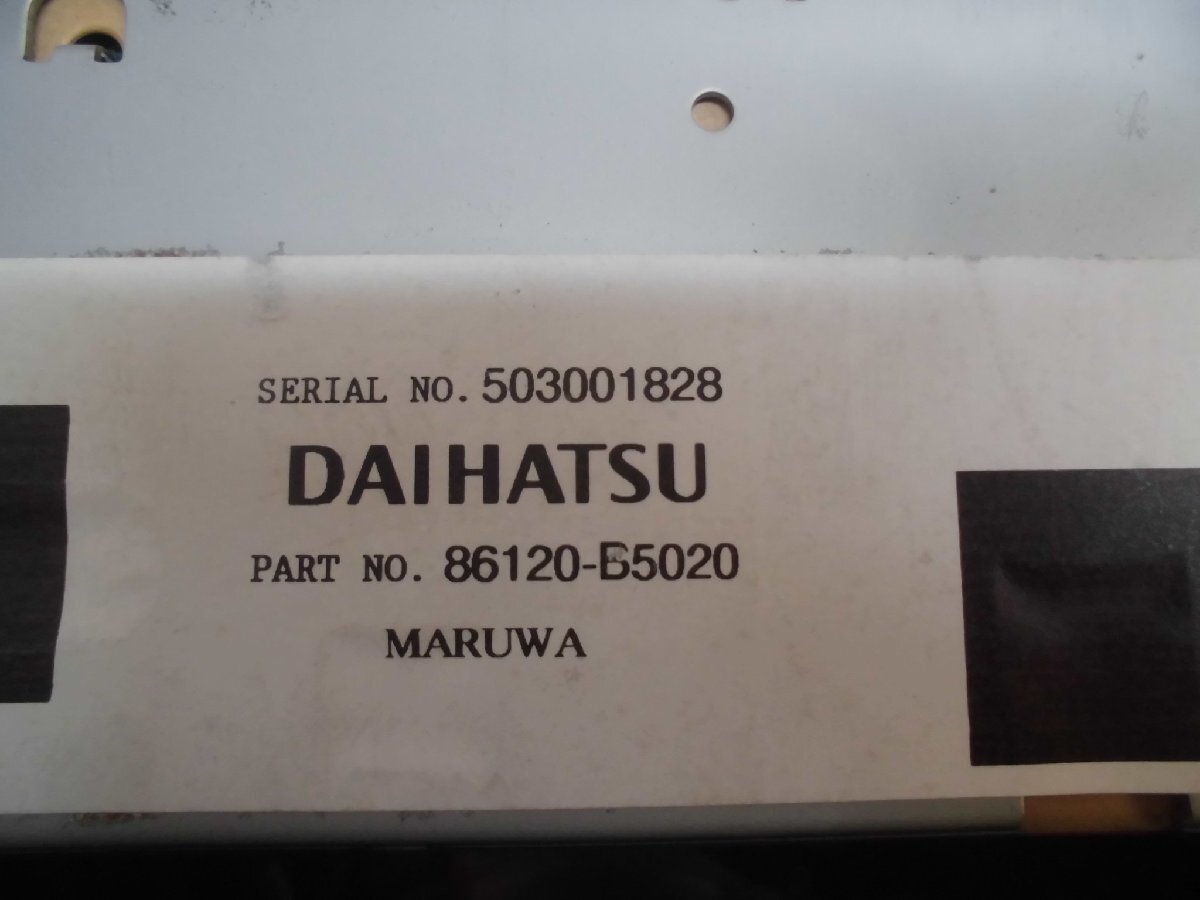 SERIAL NO. 503001828
DAIHATSU
PART NO. 86120-B5020
MARUWA